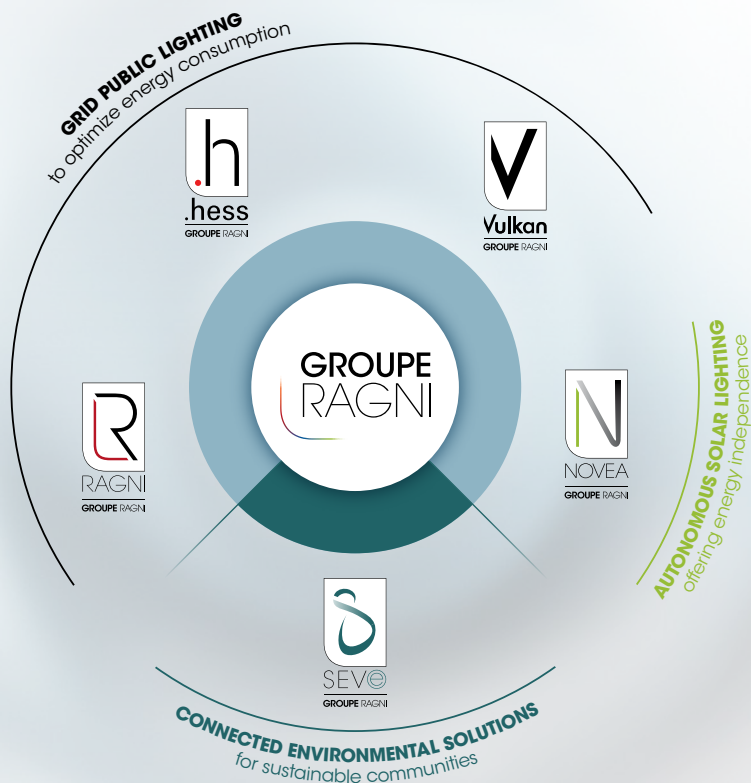 GRID PUBLIC LIGHTING
to optimize energy consumption
.h
.hess
GROUPE RAGNI
V
Vulkan
GROUPE RAGNI
GROUPE
RAGNI
R
RAGNI
GROUPE RAGNI
N
NOVEA
GROUPE RAGNI
AUTONOMOUS SOLAR LIGHTING
offering energy independence
SEVe
GROUPE RAGNI
CONNECTED ENVIRONMENTAL SOLUTIONS
for sustainable communities